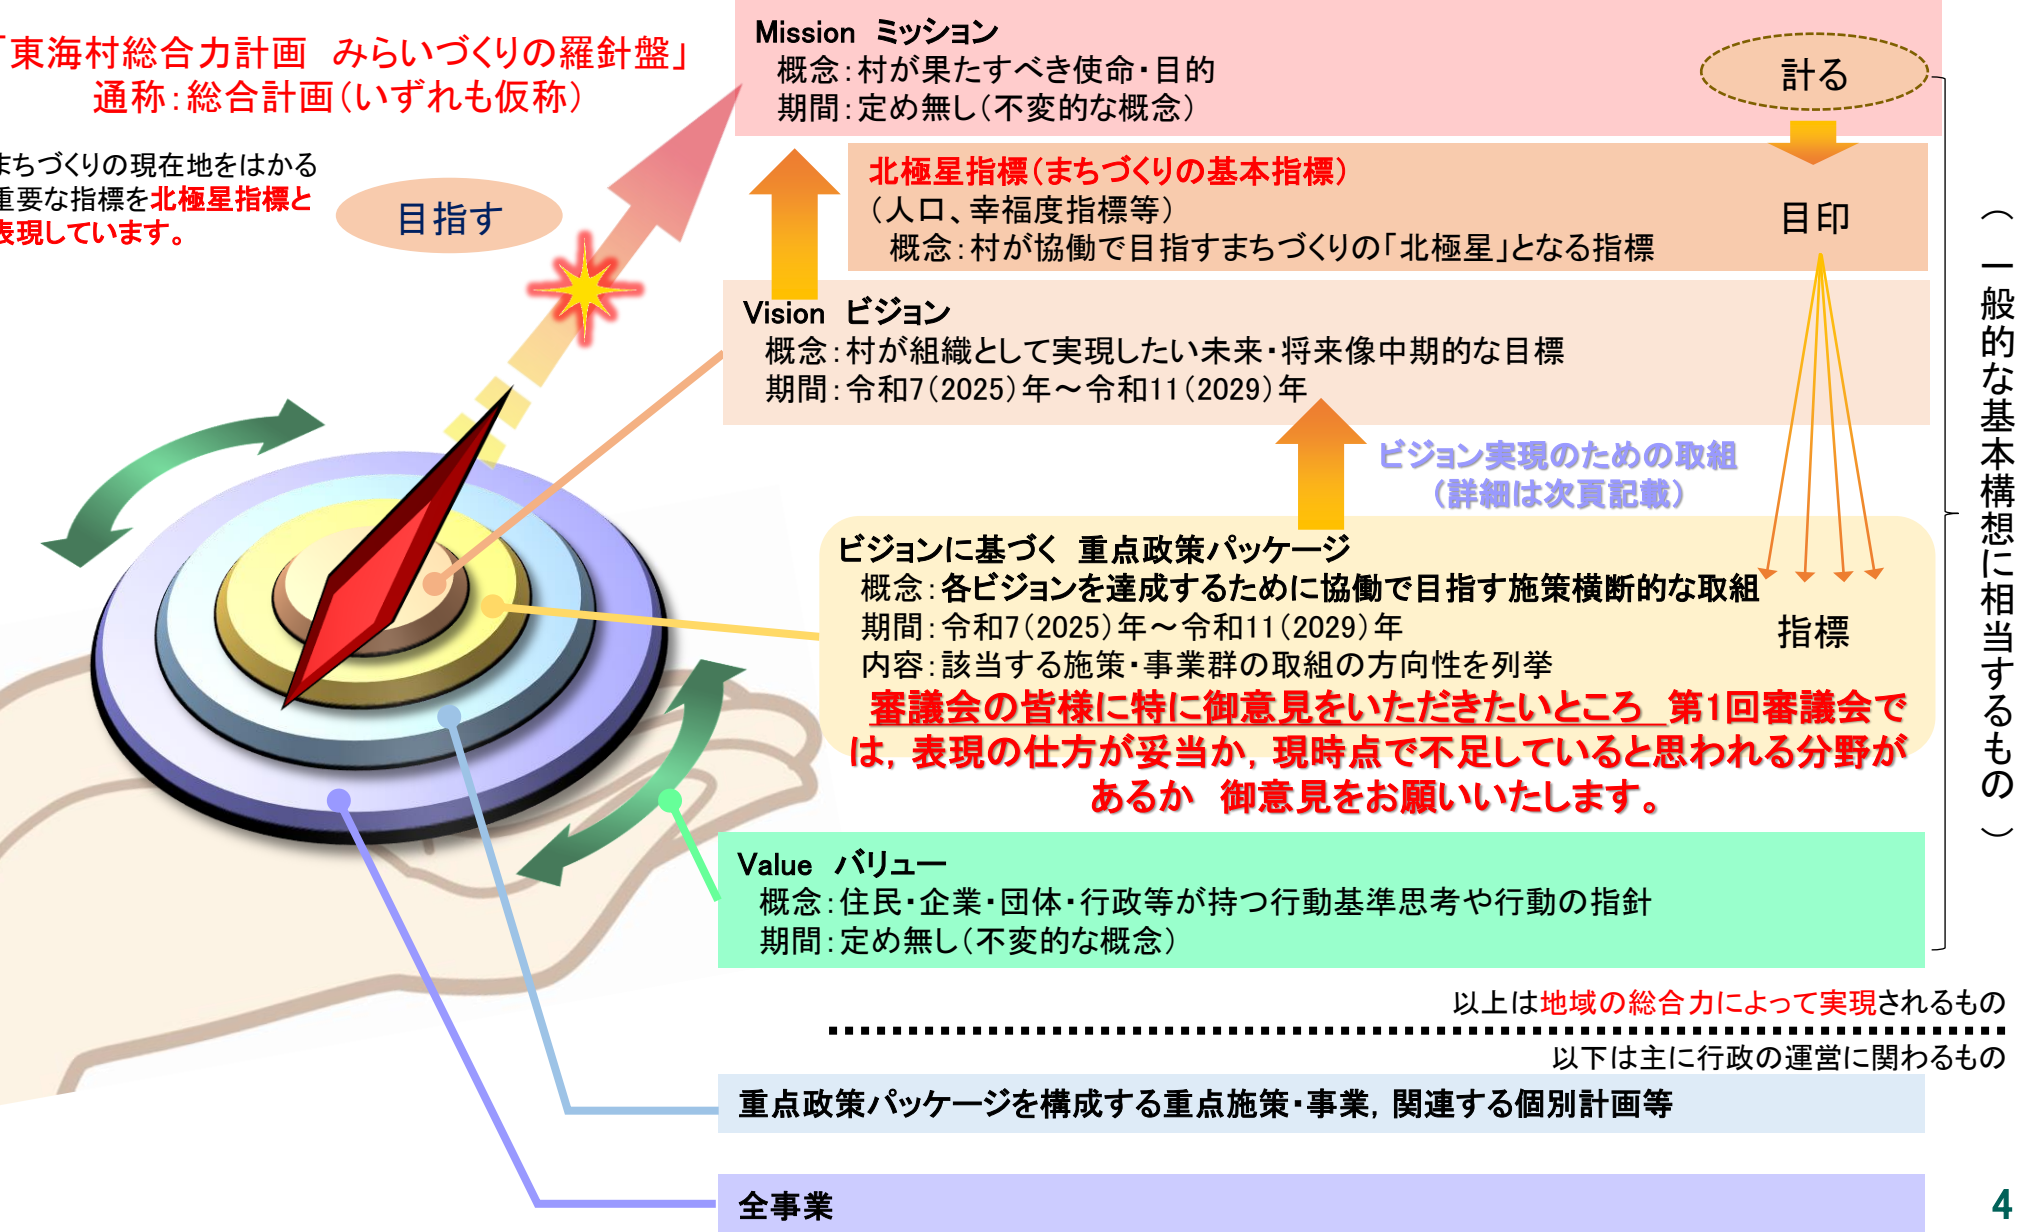 「東海村総合力計画　みらいづくりの羅針盤」
通称：総合計画（いずれも仮称）
まちづくりの現在地をはかる
重要な指標を北極星指標と
表現しています。
目指す
Mission ミッション
概念：村が果たすべき使命・目的
期間：定め無し（不変的な概念）
計る
北極星指標（まちづくりの基本指標）
（人口、幸福度指標等）
概念：村が協働で目指すまちづくりの「北極星」となる指標
目印
Vision ビジョン
概念：村が組織として実現したい未来・将来像中期的な目標
期間：令和7（2025）年～令和11（2029）年
ビジョン実現のための取組
（詳細は次頁記載）
ビジョンに基づく 重点政策パッケージ
概念：各ビジョンを達成するために協働で目指す施策横断的な取組
期間：令和7（2025）年～令和11（2029）年
内容：該当する施策・事業群の取組の方向性を列挙
指標
審議会の皆様に特に御意見をいただきたいところ 第1回審議会で
は，表現の仕方が妥当か，現時点で不足していると思われる分野が
あるか　御意見をお願いいたします。
Value バリュー
概念：住民・企業・団体・行政等が持つ行動基準思考や行動の指針
期間：定め無し（不変的な概念）
（一般的な基本構想に相当するもの）
以上は地域の総合力によって実現されるもの
以下は主に行政の運営に関わるもの
重点政策パッケージを構成する重点施策・事業，関連する個別計画等
全事業
4